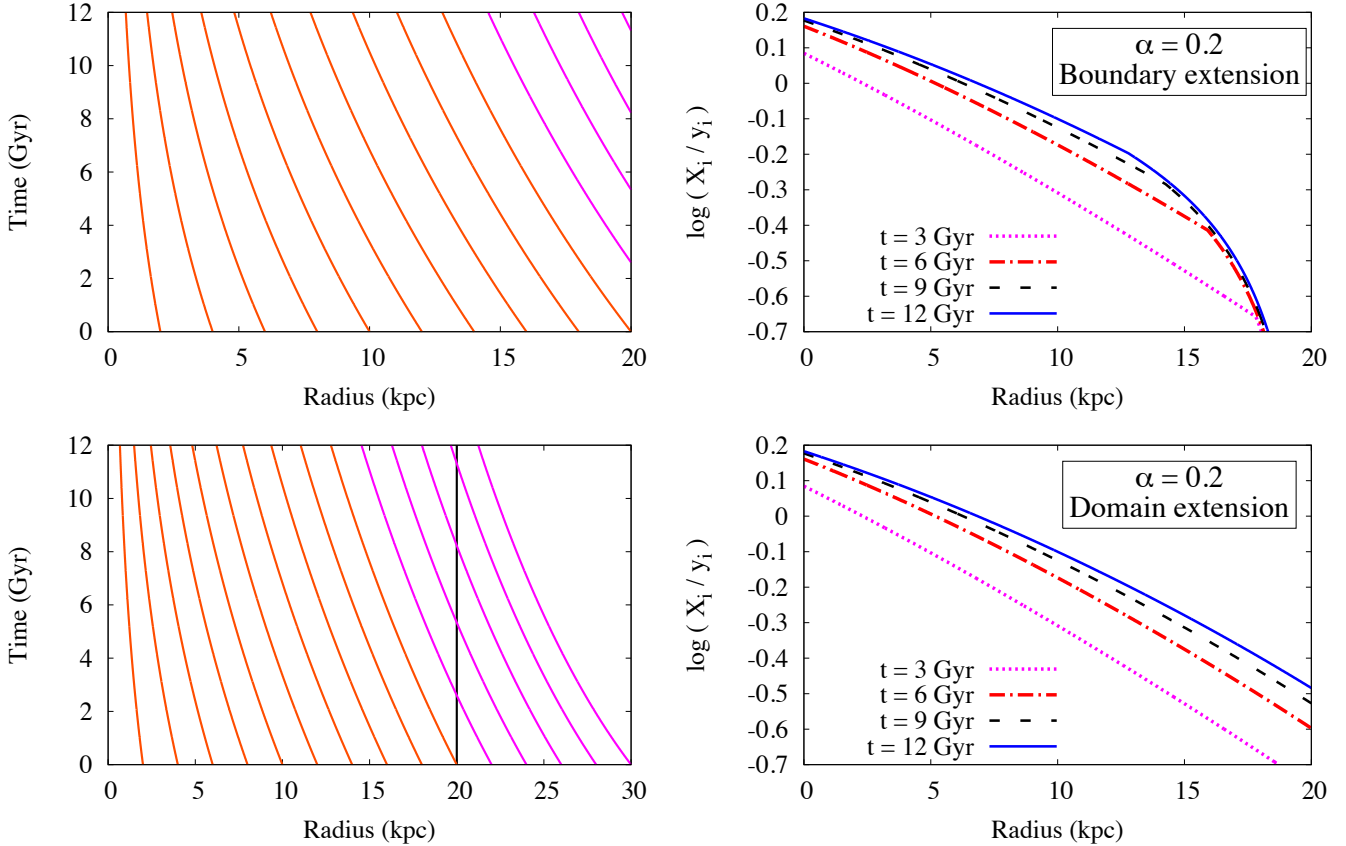 12
10
8
6
4
2
0
Time (Gyr)
0 5 10 15 20
Radius (kpc)
0.2
0.1
0
-0.1
-0.2
-0.3
-0.4
-0.5
-0.6
-0.7
log ( X_i / y_i )
α = 0.2
Boundary extension
t = 3 Gyr
t = 6 Gyr
t = 9 Gyr
t = 12 Gyr
0 5 10 15 20
Radius (kpc)
12
10
8
6
4
2
0
Time (Gyr)
0 5 10 15 20 25 30
Radius (kpc)
0.2
0.1
0
-0.1
-0.2
-0.3
-0.4
-0.5
-0.6
-0.7
log ( X_i / y_i )
α = 0.2
Domain extension
t = 3 Gyr
t = 6 Gyr
t = 9 Gyr
t = 12 Gyr
0 5 10 15 20
Radius (kpc)